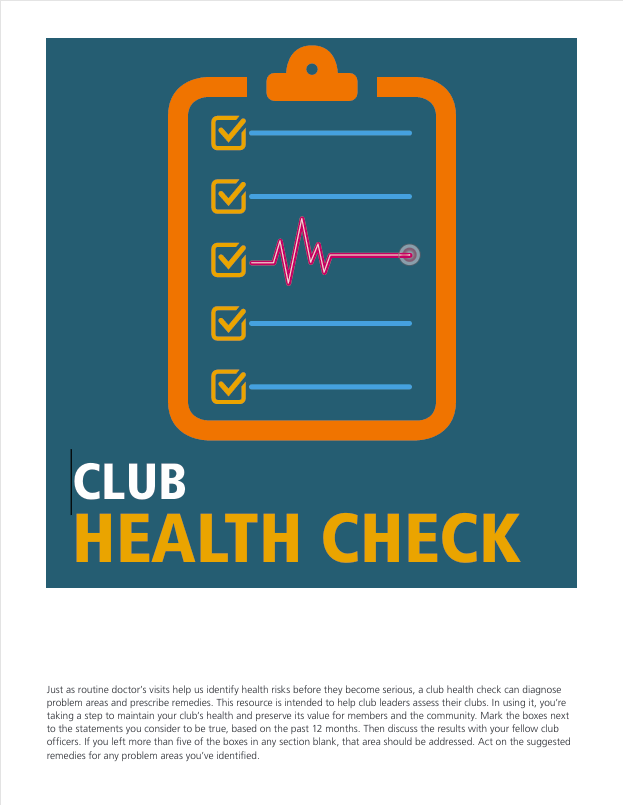 CLUB
HEALTH CHECK
Just as routine doctor's visits help us identify health risks before they become serious, a club health check can diagnose
problem areas and prescribe remedies. This resource is intended to help club leaders assess their clubs. In using it, you're
taking a step to maintain your club's health and preserve its value for members and the community. Mark the boxes next
to the statements you consider to be true, based on the past 12 months. Then discuss the results with your fellow club
officers. If you left more than five of the boxes in any section blank, that area should be addressed. Act on the suggested
remedies for any problem areas you've identified.